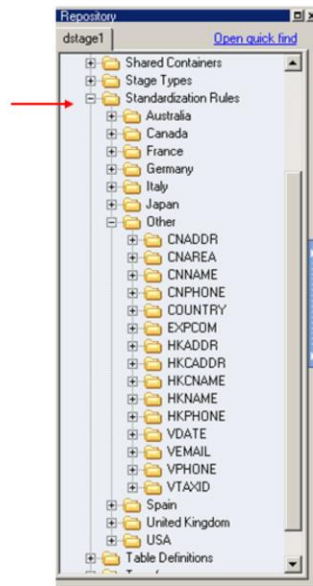 Repository
dstage1 Open quick find
Shared Containers
Stage Types
Standardization Rules
Australia
Canada
France
Germany
Italy
Japan
Other
CNADDR
CNAREA
CNNAME
CNPHONE
COUNTRY
EXPCOM
HKADDR
HKCADDR
HKCNAME
HKNAME
HKPHONE
VDATE
VEMAIL
VPHONE
VTAXID
Spain
United Kingdom
USA
Table Definitions